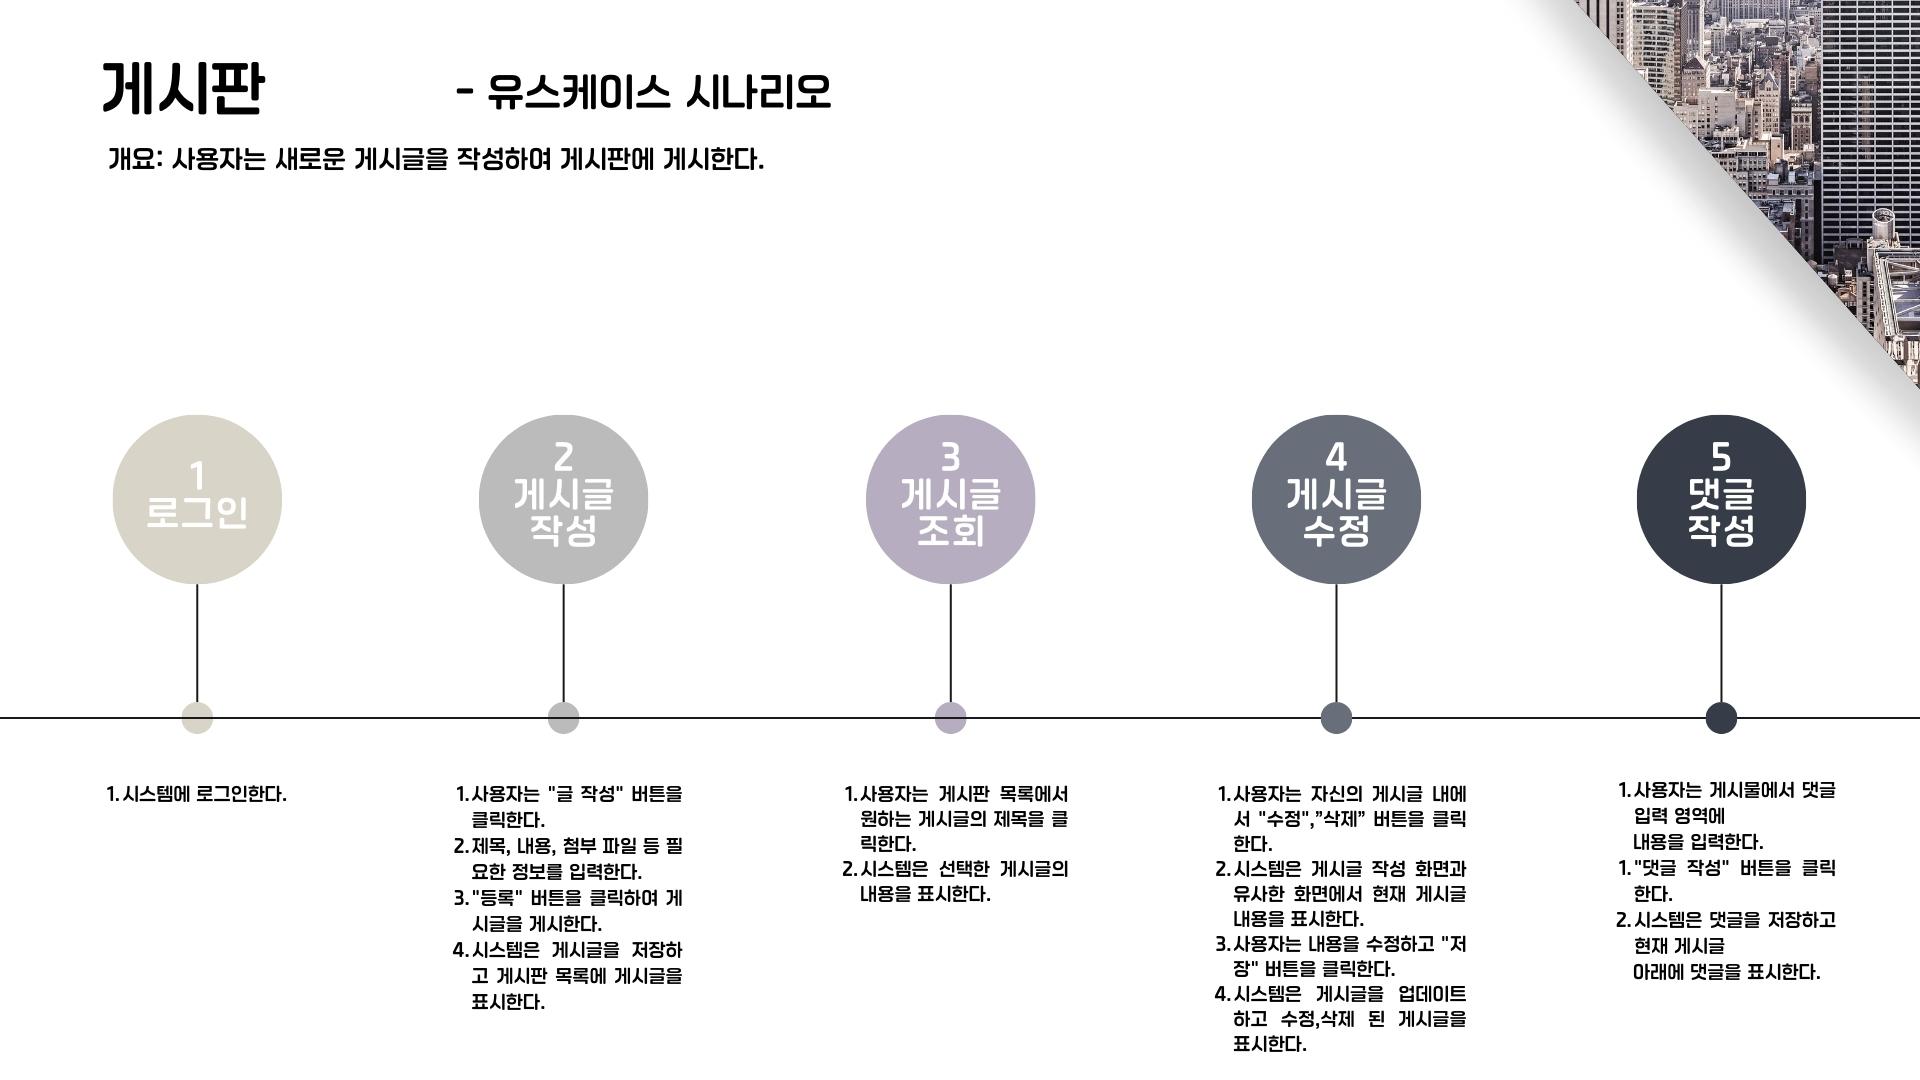 게시판 - 유스케이스 시나리오
개요: 사용자는 새로운 게시글을 작성하여 게시판에 게시한다.
1
로그인
2
게시글
작성
3
게시글
조회
4
게시글
수정
5
댓글
작성
1. 시스템에 로그인한다.
1. 사용자는 "글 작성" 버튼을
클릭한다.
2. 제목, 내용, 첨부 파일 등 필
요한 정보를 입력한다.
3. "등록" 버튼을 클릭하여 게
시글을 게시한다.
4. 시스템은 게시글을 저장하
고 게시판 목록에 게시글을
표시한다.
1. 사용자는 게시판 목록에서
원하는 게시글의 제목을 클
릭한다.
2. 시스템은 선택한 게시글의
내용을 표시한다.
1. 사용자는 자신의 게시글 내에
서 "수정",”삭제” 버튼을 클릭
한다.
2. 시스템은 게시글 작성 화면과
유사한 화면에서 현재 게시글
내용을 표시한다.
3. 사용자는 내용을 수정하고 "저
장" 버튼을 클릭한다.
4. 시스템은 게시글을 업데이트
하고 수정,삭제 된 게시글을
표시한다.
1. 사용자는 게시물에서 댓글
입력 영역에
내용을 입력한다.
1. "댓글 작성" 버튼을 클릭
한다.
2. 시스템은 댓글을 저장하고
현재 게시글
아래에 댓글을 표시한다.